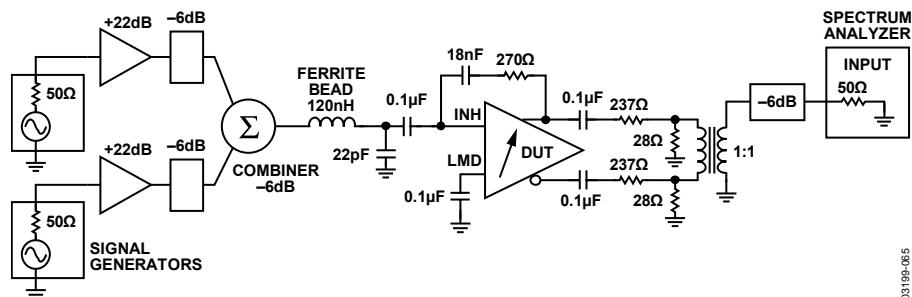 +22dB
–6dB
50Ω
+22dB
–6dB
50Ω
SIGNAL
GENERATORS
Σ
COMBINER
–6dB
FERRITE
BEAD
120nH
22pF
0.1µF
18nF
270Ω
INH
LMD
DUT
0.1µF
0.1µF
237Ω
28Ω
237Ω
0.1µF
28Ω
1:1
–6dB
SPECTRUM
ANALYZER
INPUT
50Ω
03199-065